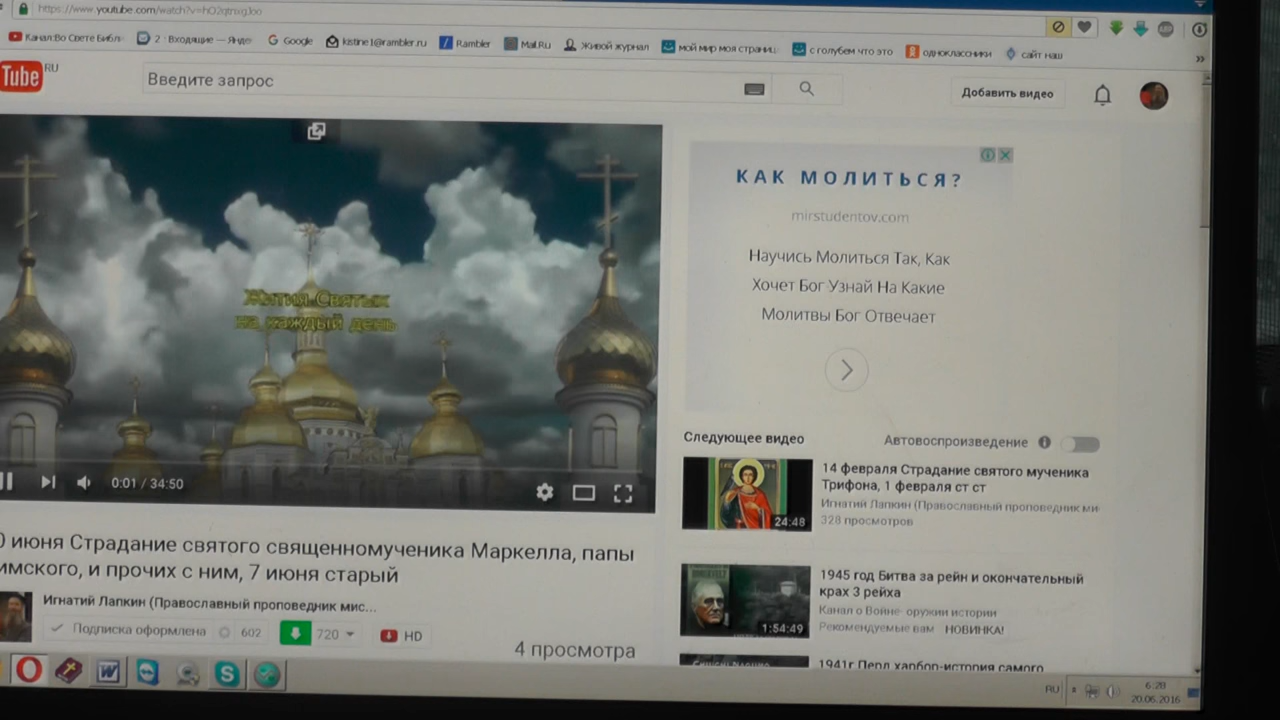 https://www.youtube.com/watch?v=
Канал:Во Свете Библ
2 · Входящие — Янде
Google
kistine1@rambler.ru
Rambler
Mail.Ru
Живой журнал
мой мир моя страниц
с голубем что это
одноклассники
сайт наш
»
Tube RU
Введите запрос
Добавить видео
Жития Святых
на каждый день
0:01 / 34:50
КАК МОЛИТЬСЯ?
mirstudentov.com
Научись Молиться Так, Как
Хочет Бог Узнай На Какие
Молитвы Бог Отвечает
Следующее видео
Автовоспроизведение
14 февраля Страдание святого мученика
Трифона, 1 февраля ст ст
Игнатий Лапкин (Православный проповедник ми
328 просмотров
24:48
1945 год Битва за рейн и окончательный
крах 3 рейха
Канал о Войне- оружии истории
Рекомендуемые вам НОВИНКА!
1:54:49
1941г Перл харбор-история самого
0 июня Страдание святого священномученика Маркелла, папы
имского, и прочих с ним, 7 июня старый
Игнатий Лапкин (Православный проповедник мис...
Подписка оформлена
602
720
HD
4 просмотра
RU
6:28
20.06.2016